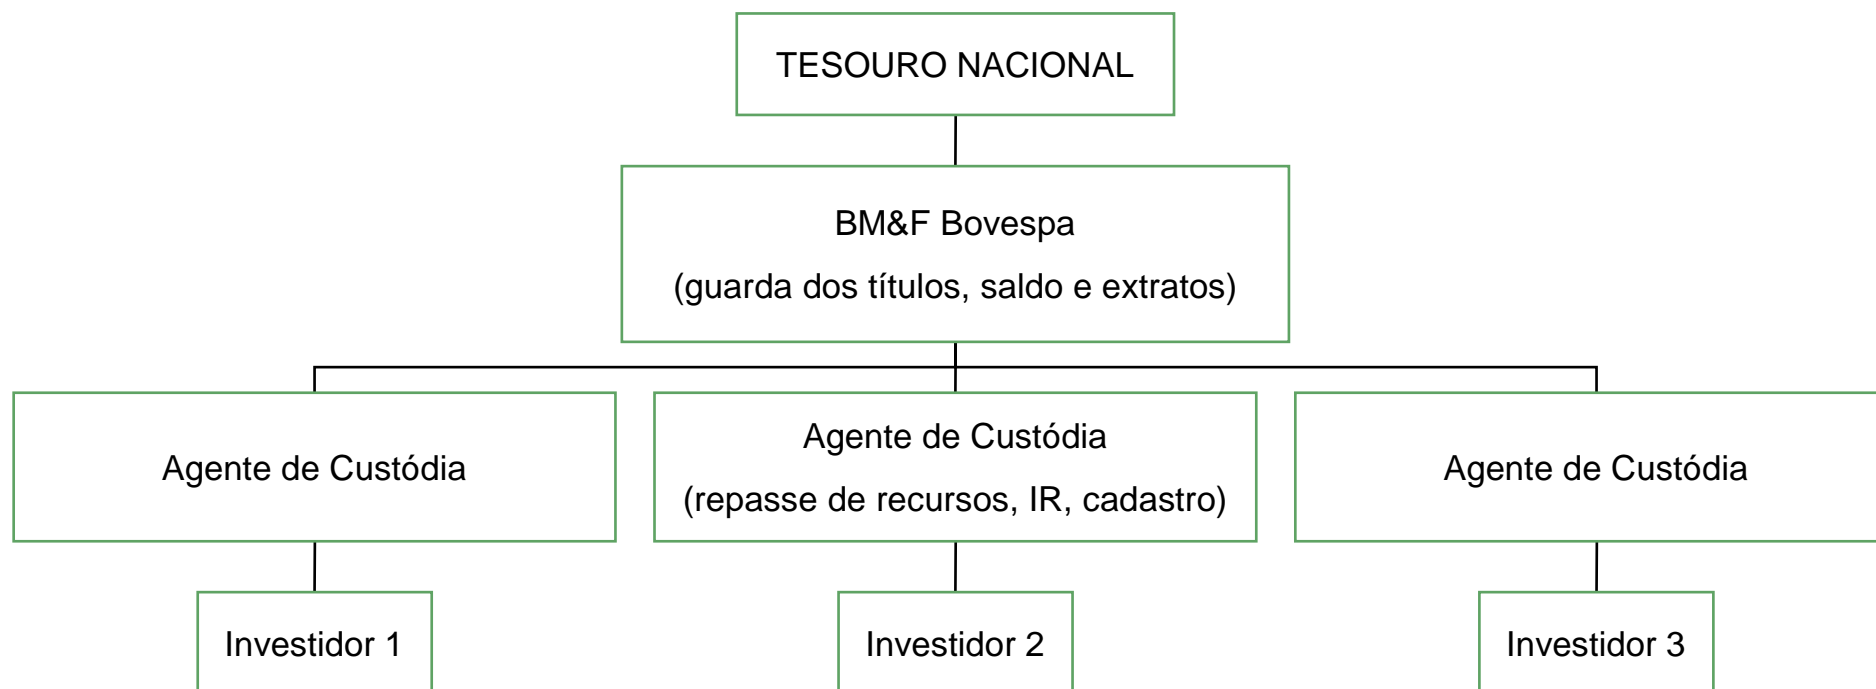 TESOURO NACIONAL
BM&F Bovespa
(guarda dos títulos, saldo e extratos)
Agente de Custódia
Agente de Custódia
(repasse de recursos, IR, cadastro)
Agente de Custódia
Investidor 1
Investidor 2
Investidor 3